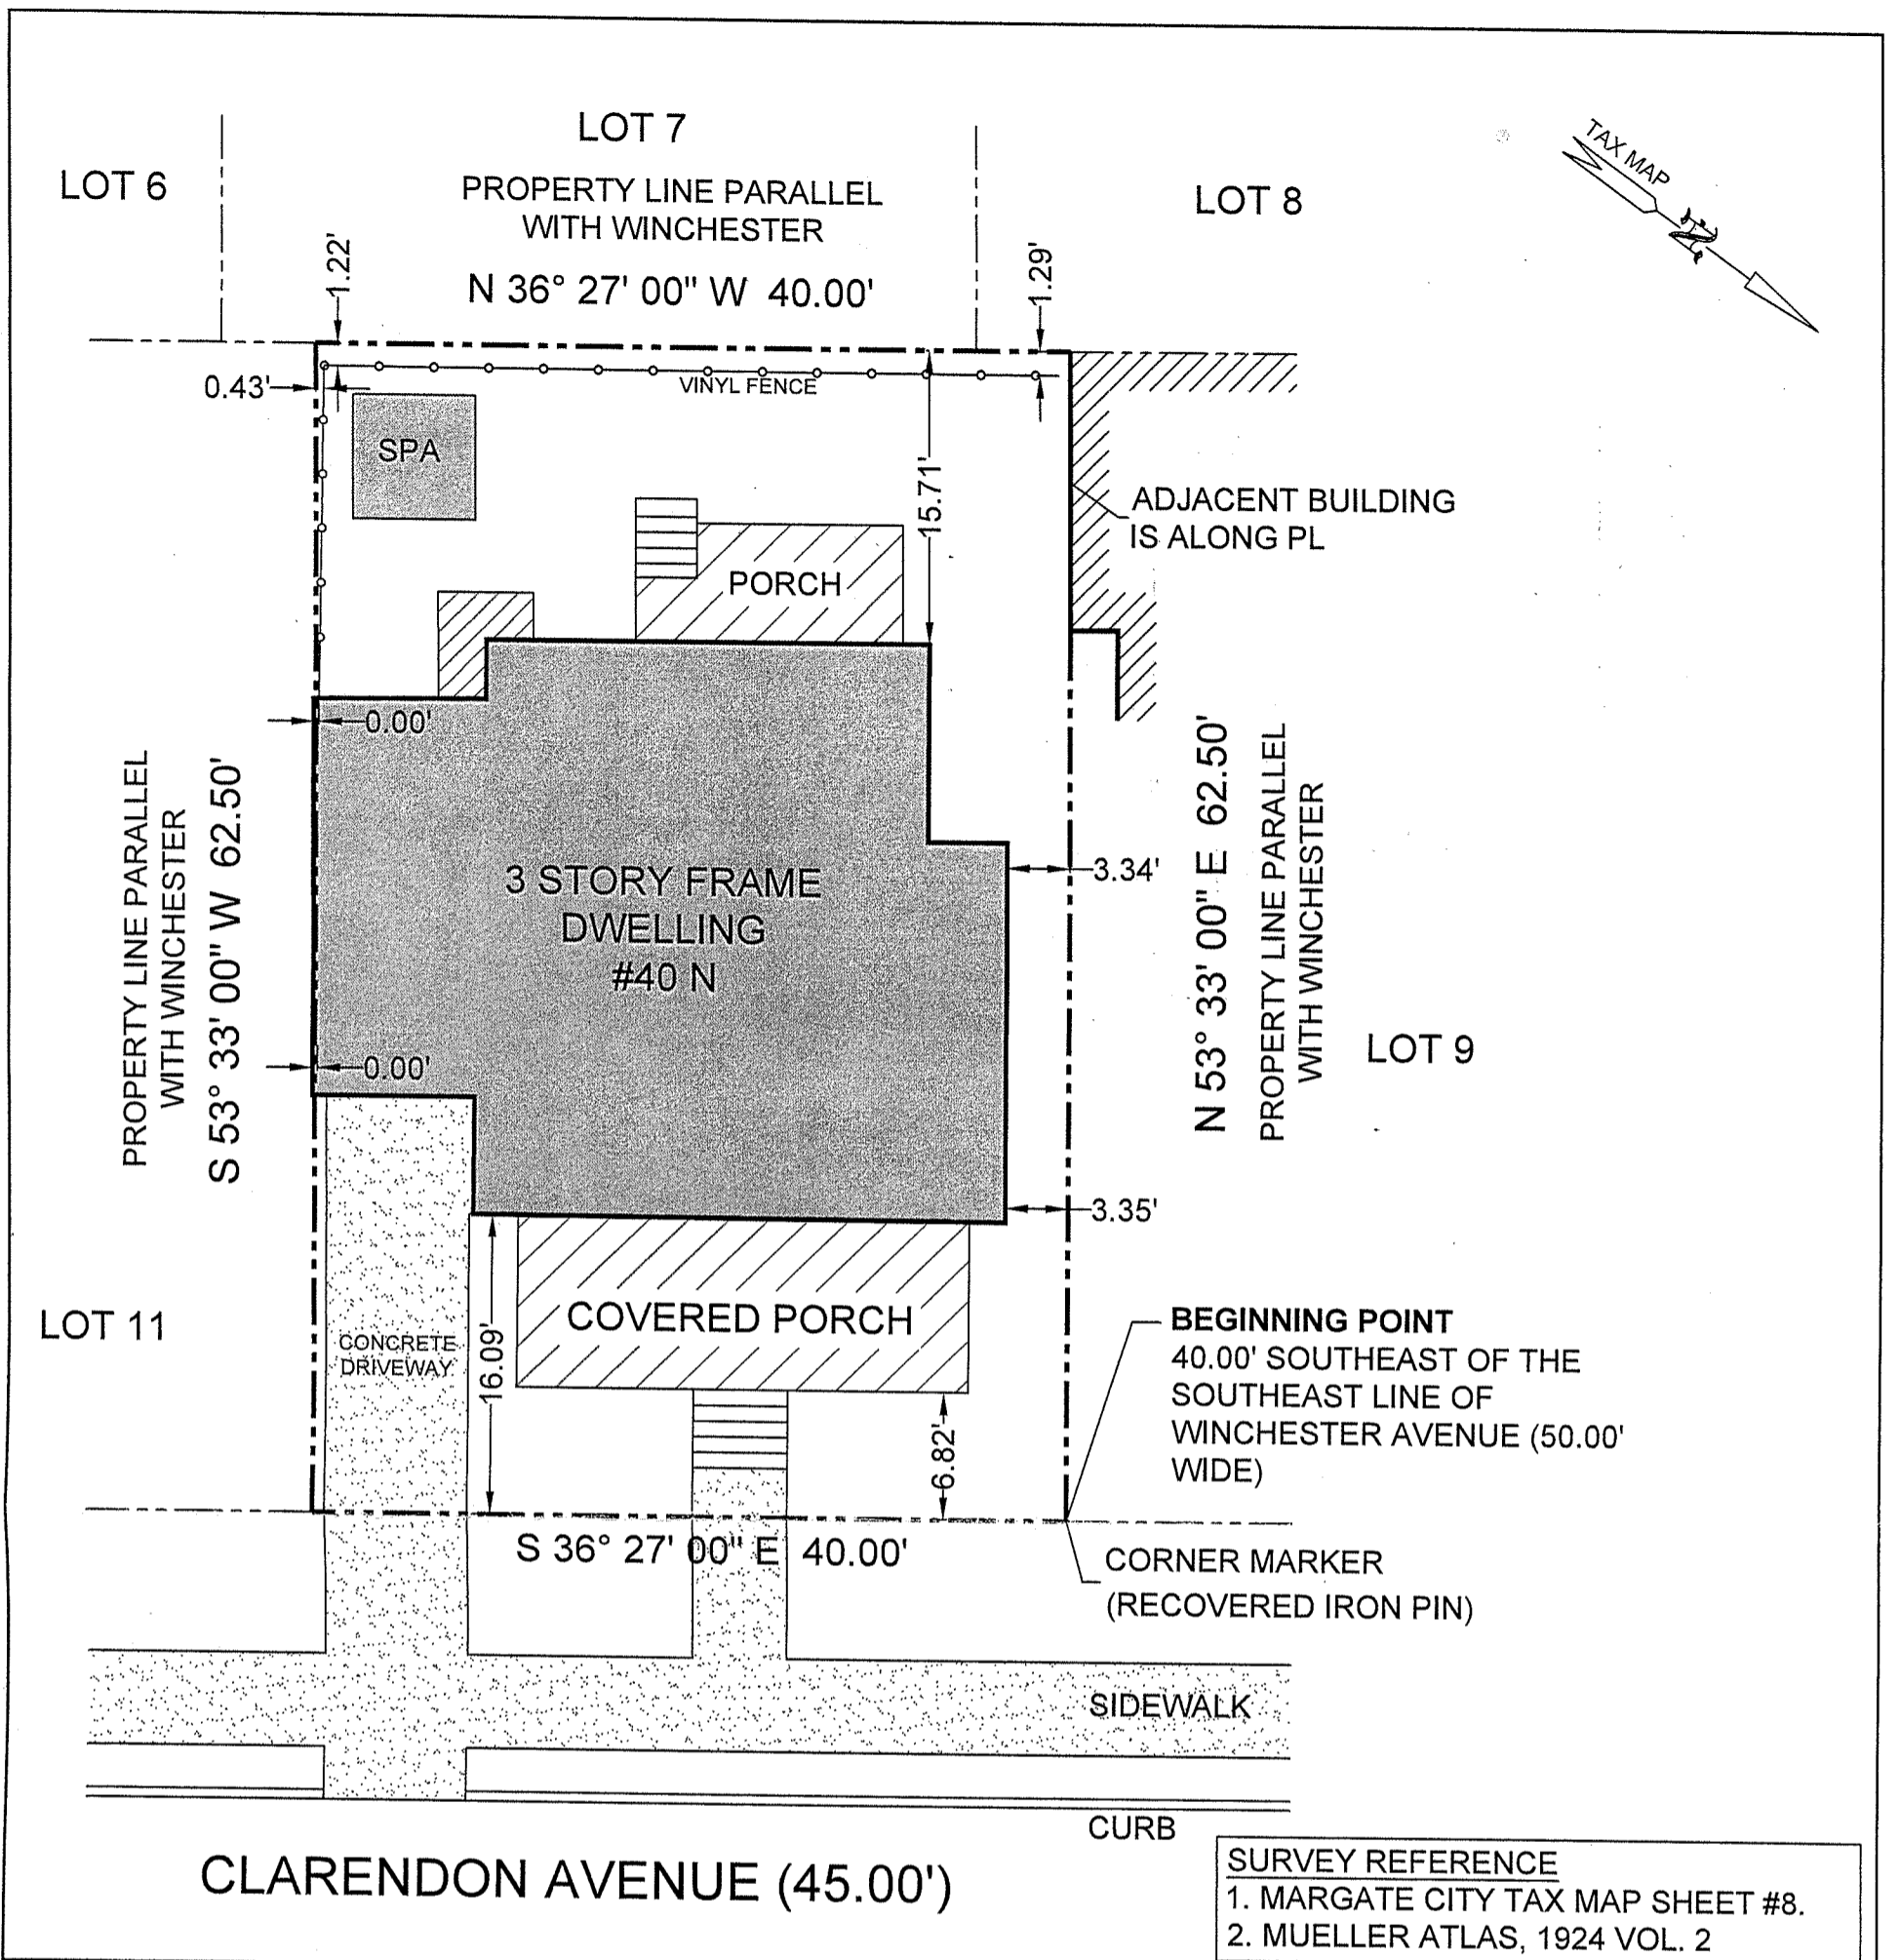 LOT 7
LOT 6
PROPERTY LINE PARALLEL
WITH WINCHESTER
LOT 8
TAX MAP
N
N 36° 27' 00" W 40.00'
1.22'
1.29'
0.43'
VINYL FENCE
SPA
15.71'
ADJACENT BUILDING
IS ALONG PL
PORCH
0.00'
PROPERTY LINE PARALLEL
WITH WINCHESTER
S 53° 33' 00" W 62.50'
3 STORY FRAME
DWELLING
#40 N
3.34'
N 53° 33' 00" E 62.50'
PROPERTY LINE PARALLEL
WITH WINCHESTER
LOT 9
0.00'
3.35'
LOT 11
CONCRETE
DRIVEWAY
16.09'
COVERED PORCH
6.82'
BEGINNING POINT
40.00' SOUTHEAST OF THE
SOUTHEAST LINE OF
WINCHESTER AVENUE (50.00'
WIDE)
S 36° 27' 00" E 40.00'
CORNER MARKER
(RECOVERED IRON PIN)
SIDEWALK
CURB
CLARENDON AVENUE (45.00')
SURVEY REFERENCE
1. MARGATE CITY TAX MAP SHEET #8.
2. MUELLER ATLAS, 1924 VOL. 2